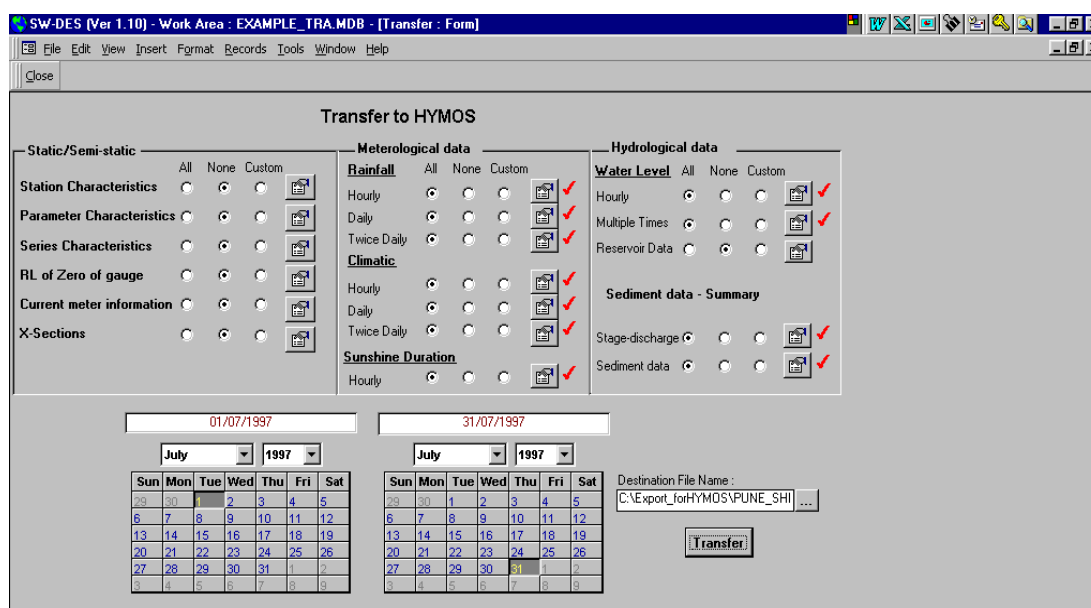 SW-DES (Ver 1.10) - Work Area : EXAMPLE_TRA.MDB - [Transfer : Form]
File Edit View Insert Format Records Tools Window Help
Close
Transfer to HYMOS
Static/Semi-static
All None Custom
Station Characteristics
Parameter Characteristics
Series Characteristics
RL of Zero of gauge
Current meter information
X-Sections
Meterological data
Rainfall All None Custom
Hourly
Daily
Twice Daily
Climatic
Hourly
Daily
Twice Daily
Sunshine Duration
Hourly
Hydrological data
Water Level All None Custom
Hourly
Multiple Times
Reservoir Data
Sediment data - Summary
Stage-discharge
Sediment data
01/07/1997
July 1997
Sun Mon Tue Wed Thu Fri Sat
29 30 1 2 3 4 5
6 7 8 9 10 11 12
13 14 15 16 17 18 19
20 21 22 23 24 25 26
27 28 29 30 31 1 2
3 4 5 6 7 8 9
31/07/1997
July 1997
Sun Mon Tue Wed Thu Fri Sat
29 30 1 2 3 4 5
6 7 8 9 10 11 12
13 14 15 16 17 18 19
20 21 22 23 24 25 26
27 28 29 30 31 1 2
3 4 5 6 7 8 9
Destination File Name :
C:\Export_forHYMOS\PUNE_SHI
...
Transfer